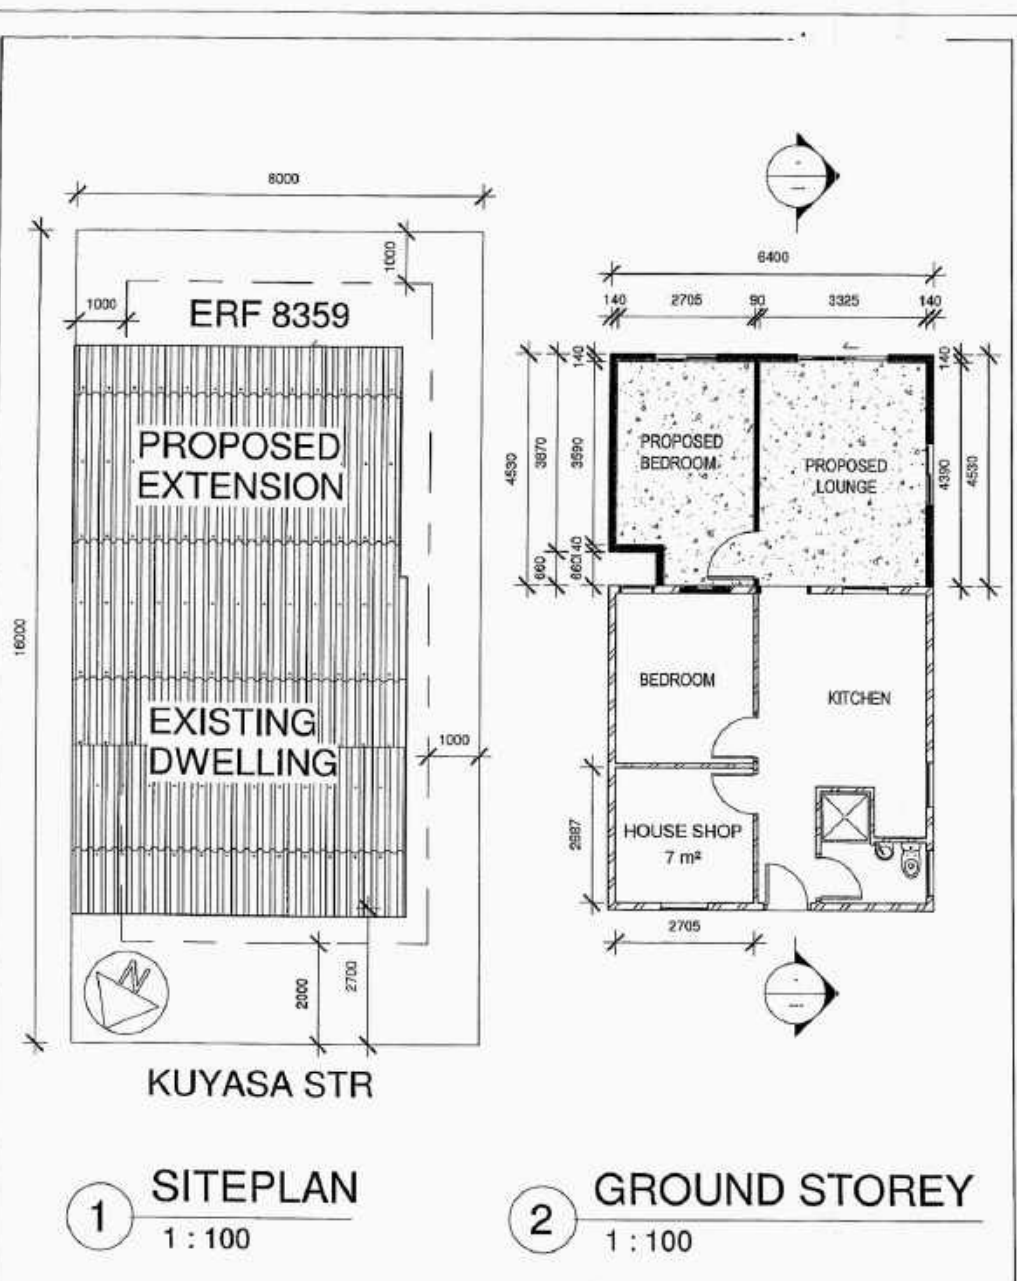 8000
1000
1000
ERF 8359
PROPOSED
EXTENSION
16000
EXISTING
DWELLING
1000
N
2000
2700
KUYASA STR
1
SITEPLAN
1 : 100
6400
140
2705
90
3325
140
4530
3870
3590
140
660
660
140
140
4390
4530
PROPOSED
BEDROOM
PROPOSED
LOUNGE
BEDROOM
KITCHEN
2687
HOUSE SHOP
7 m²
2705
2
GROUND STOREY
1 : 100